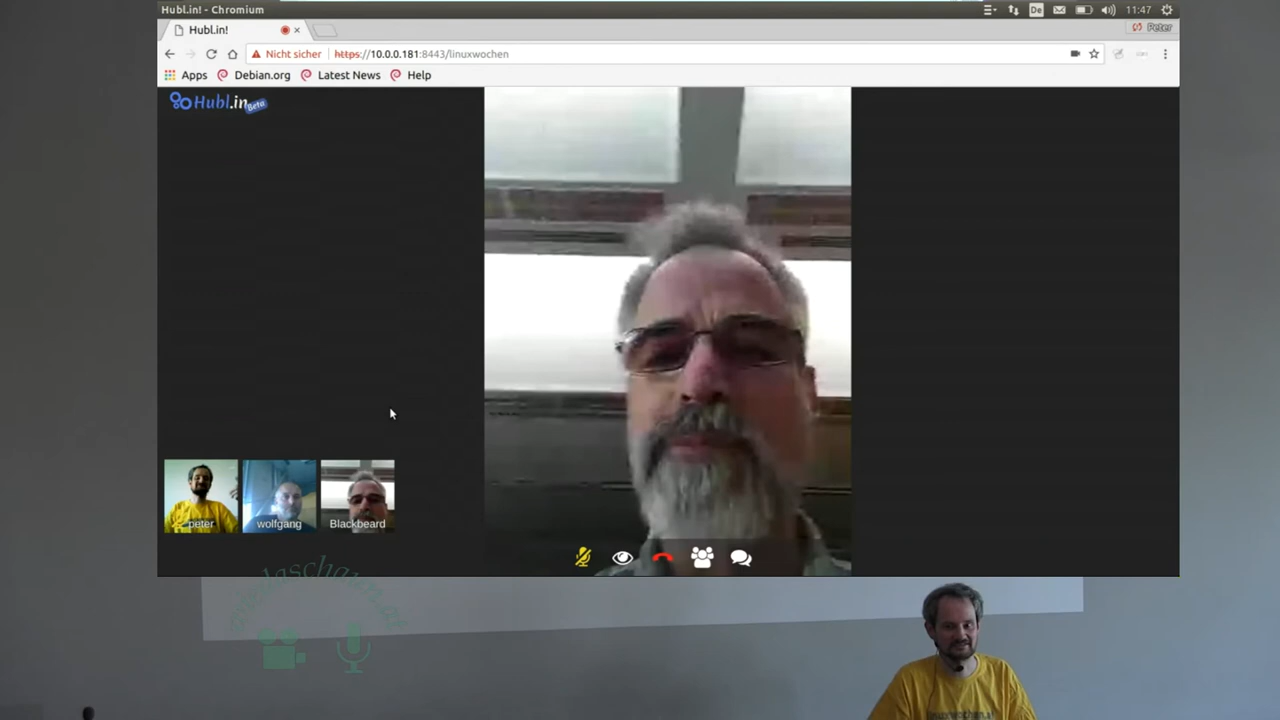 Hubl.in! - Chromium
De
11:47
Hubl.in!
Peter
Nicht sicher
https://10.0.0.181:8443/linuxwochen
Apps
Debian.org
Latest News
Help
Hubl.in Beta
peter
wolfgang
Blackbeard